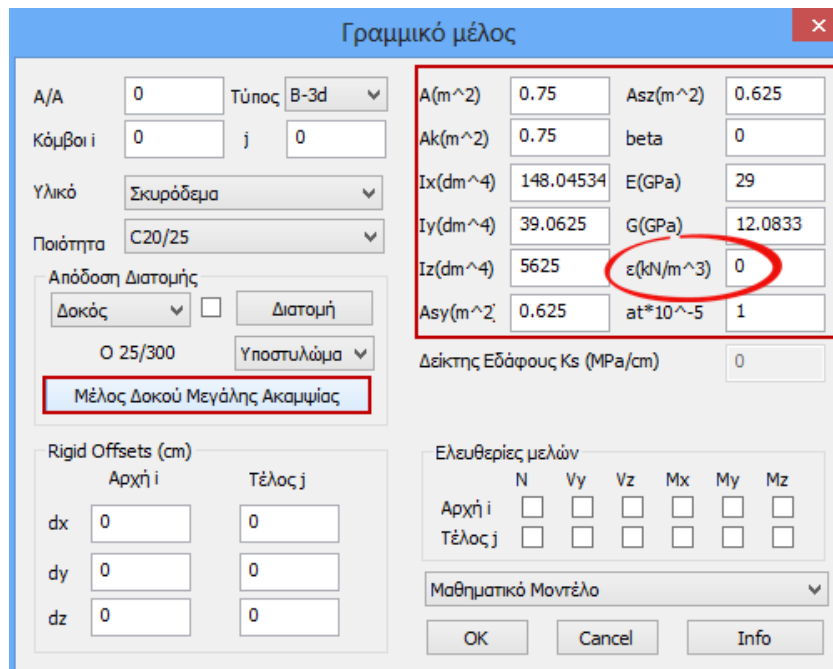 Γραμμικό μέλος
A/A 0 Τύπος B-3d
Κόμβοι i 0 j 0
Υλικό Σκυρόδεμα
Ποιότητα C20/25
Απόδοση Διατομής
Δοκός Διατομή
O 25/300 Υποστυλώμα
Μέλος Δοκού Μεγάλης Ακαμψίας
A(m^2) 0.75 Asz(m^2) 0.625
Ak(m^2) 0.75 beta 0
Ix(dm^4) 148.04534 E(GPa) 29
Iy(dm^4) 39.0625 G(GPa) 12.0833
Iz(dm^4) 5625 ε(kN/m^3) 0
Asy(m^2) 0.625 at*10^-5 1
Δείκτης Εδάφους Ks (MPa/cm) 0
Rigid Offsets (cm)
Αρχή i Τέλος j
dx 0 0
dy 0 0
dz 0 0
Ελευθερίες μελών
N Vy Vz Mx My Mz
Αρχή i
Τέλος j
Μαθηματικό Μοντέλο
OK Cancel Info